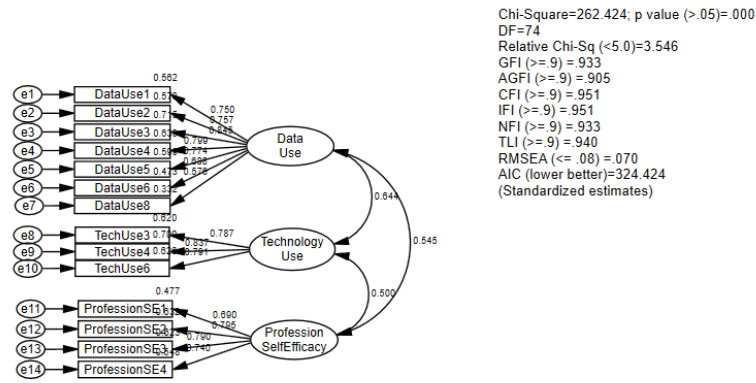 Chi-Square=262.424; p value (>.05)=.000
DF=74
Relative Chi-Sq (<5.0)=3.546
GFI (>=.9) =.933
AGFI (>=.9) =.905
CFI (>=.9) =.951
IFI (>=.9) =.951
NFI (>=.9) =.933
TLI (>=.9) =.940
RMSEA (<= .08) =.070
AIC (lower better)=324.424
(Standardized estimates)
0.562
e1 DataUse1
e2 DataUse2
e3 DataUse3
e4 DataUse4
e5 DataUse5
e6 DataUse6
0.332
e7 DataUse8
0.750
0.757
0.845
0.799
0.774
0.688
0.576
Data
Use
0.644
0.545
0.620
e8 TechUse3
e9 TechUse4
e10 TechUse6
0.787
0.837
0.791
Technology
Use
0.500
0.477
e11 ProfessionSE1
e12 ProfessionSE2
e13 ProfessionSE3
e14 ProfessionSE4
0.690
0.795
0.790
0.740
Profession
SelfEfficacy